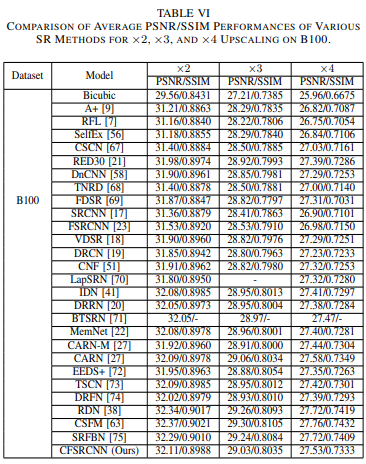 TABLE VI
COMPARISON OF AVERAGE PSNR/SSIM PERFORMANCES OF VARIOUS
SR METHODS FOR ×2, ×3, AND ×4 UPSCALING ON B100.
Dataset Model ×2 ×3 ×4
PSNR/SSIM PSNR/SSIM PSNR/SSIM
B100
Bicubic 29.56/0.8431 27.21/0.7385 25.96/0.6675
A+ [9] 31.21/0.8863 28.29/0.7835 26.82/0.7087
RFL [7] 31.16/0.8840 28.22/0.7806 26.75/0.7054
SelfEx [56] 31.18/0.8855 28.29/0.7840 26.84/0.7106
CSCN [67] 31.40/0.8884 28.50/0.7885 27.03/0.7161
RED30 [21] 31.98/0.8974 28.92/0.7993 27.39/0.7286
DnCNN [58] 31.90/0.8961 28.85/0.7981 27.29/0.7253
TNRD [68] 31.40/0.8878 28.50/0.7881 27.00/0.7140
FDSR [69] 31.87/0.8847 28.82/0.7797 27.31/0.7031
SRCNN [17] 31.36/0.8879 28.41/0.7863 26.90/0.7101
FSRCNN [23] 31.53/0.8920 28.53/0.7910 26.98/0.7150
VDSR [18] 31.90/0.8960 28.82/0.7976 27.29/0.7251
DRCN [19] 31.85/0.8942 28.80/0.7963 27.23/0.7233
CNF [51] 31.91/0.8962 28.82/0.7980 27.32/0.7253
LapSRN [70] 31.80/0.8950 - 27.32/0.7280
IDN [41] 32.08/0.8985 28.95/0.8013 27.41/0.7297
DRRN [20] 32.05/0.8973 28.95/0.8004 27.38/0.7284
BTSRN [71] 32.05/- 28.97/- 27.47/-
MemNet [22] 32.08/0.8978 28.96/0.8001 27.40/0.7281
CARN-M [27] 31.92/0.8960 28.91/0.8000 27.44/0.7304
CARN [27] 32.09/0.8978 29.06/0.8034 27.58/0.7349
EEDS+ [72] 31.95/0.8963 28.88/0.8054 27.35/0.7263
TSCN [73] 32.09/0.8985 28.95/0.8012 27.42/0.7301
DRFN [74] 32.02/0.8979 28.93/0.8010 27.39/0.7293
RDN [38] 32.34/0.9017 29.26/0.8093 27.72/0.7419
CSFM [63] 32.37/0.9021 29.30/0.8105 27.76/0.7432
SRFBN [75] 32.29/0.9010 29.24/0.8084 27.72/0.7409
CFSRCNN (Ours) 32.11/0.8988 29.03/0.8035 27.53/0.7333